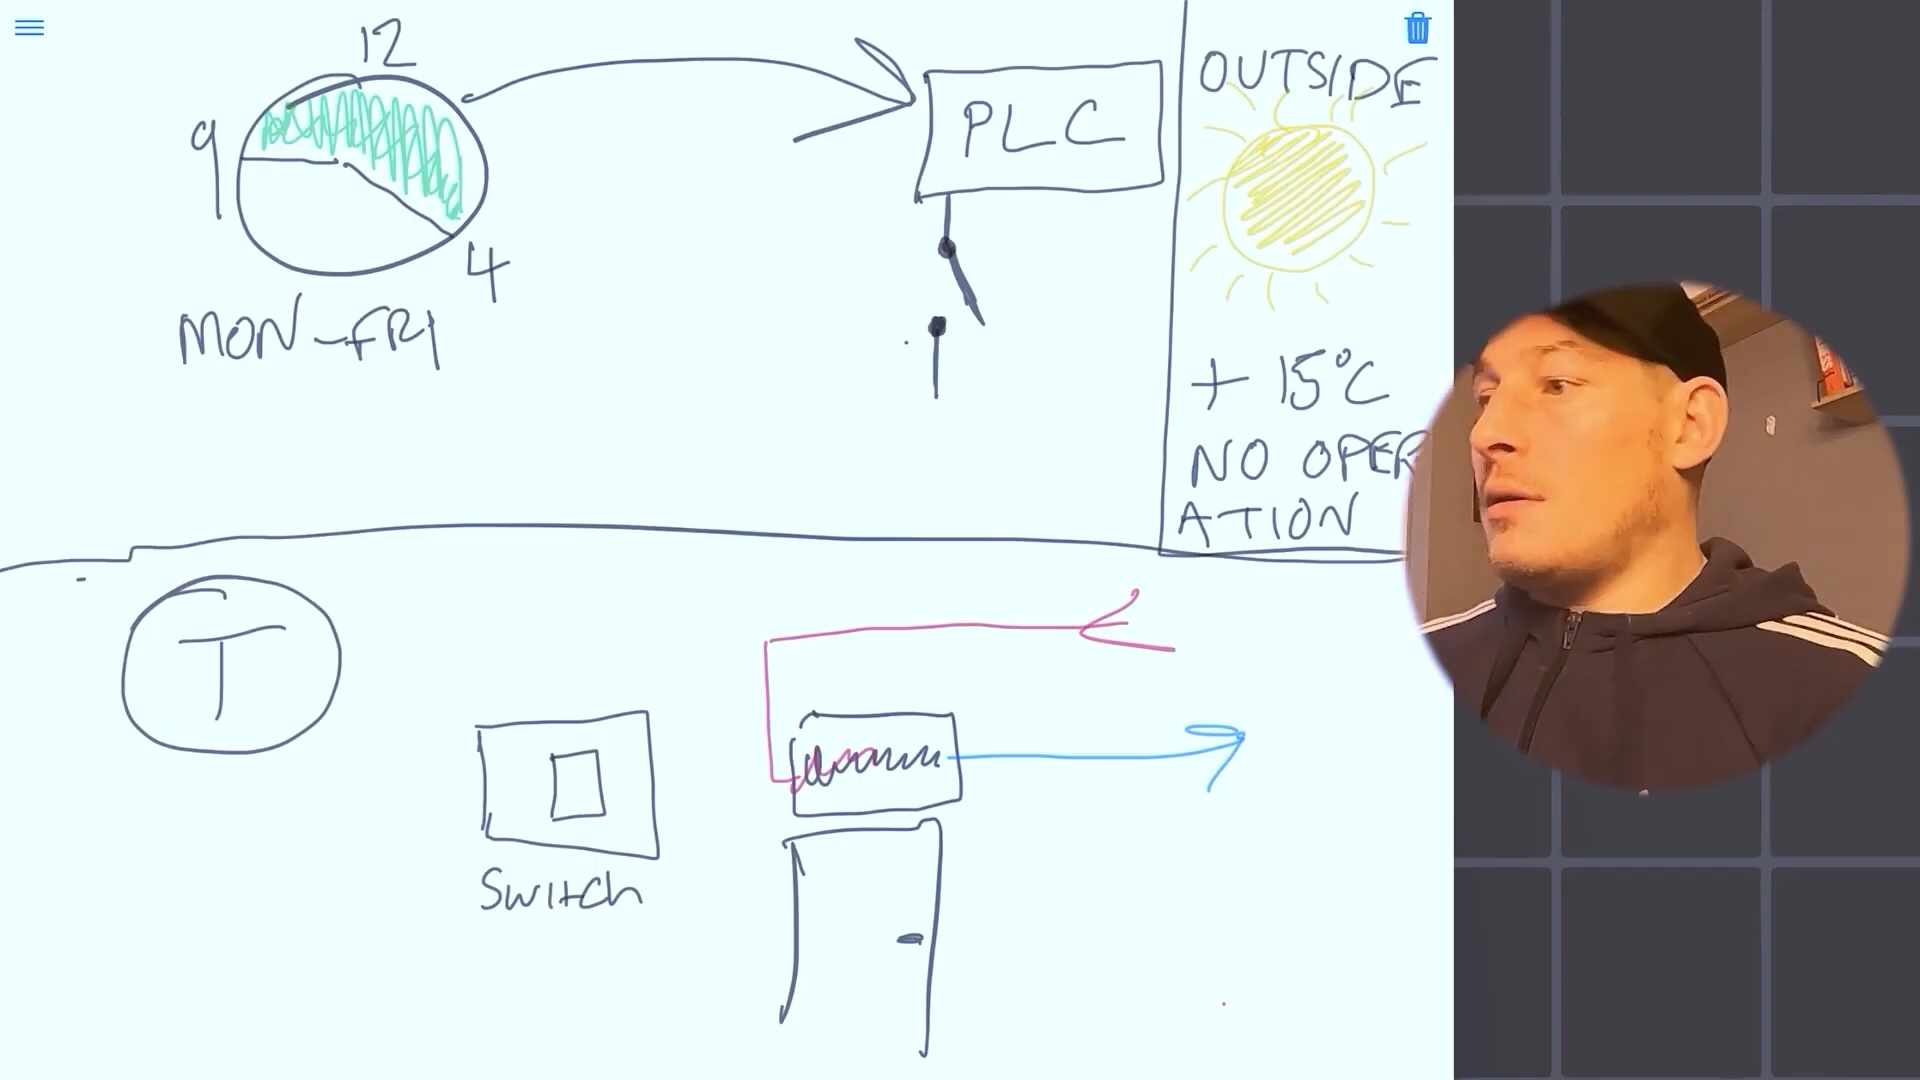 12
9
4
MON-FRI
PLC
OUTSIDE
+ 15°C
NO OPER
ATION
T
Switch